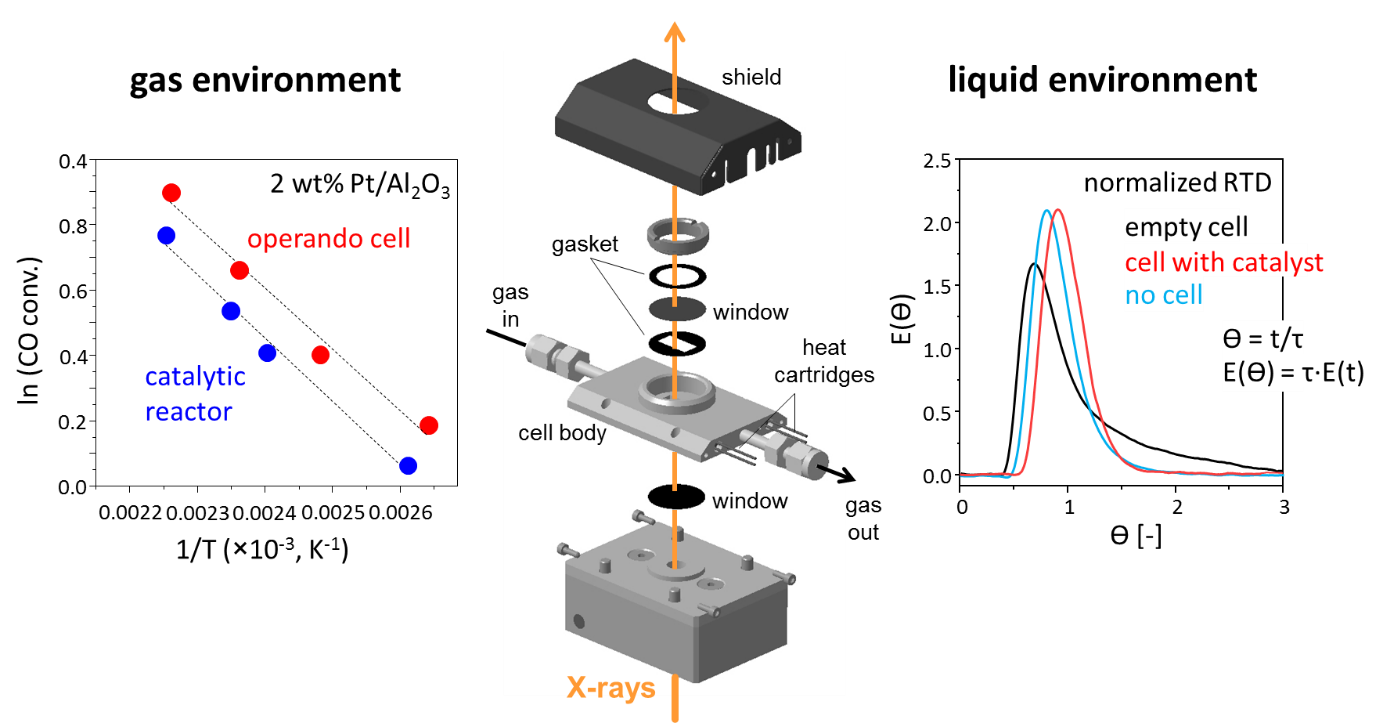 gas environment
0.4
0.8
0.6
0.4
0.2
0.0
ln (CO conv.)
2 wt% Pt/Al₂O₃
operando cell
catalytic
reactor
0.0022 0.0023 0.0024 0.0025 0.0026
1/T (×10⁻³, K⁻¹)
shield
gasket
gas
in
window
heat
cartridges
cell body
window
gas
out
X-rays
liquid environment
2.5
2.0
1.5
1.0
0.5
0.0
E(Θ)
normalized RTD
empty cell
cell with catalyst
no cell
Θ = t/τ
E(Θ) = τ·E(t)
0 1 2 3
Θ [-]